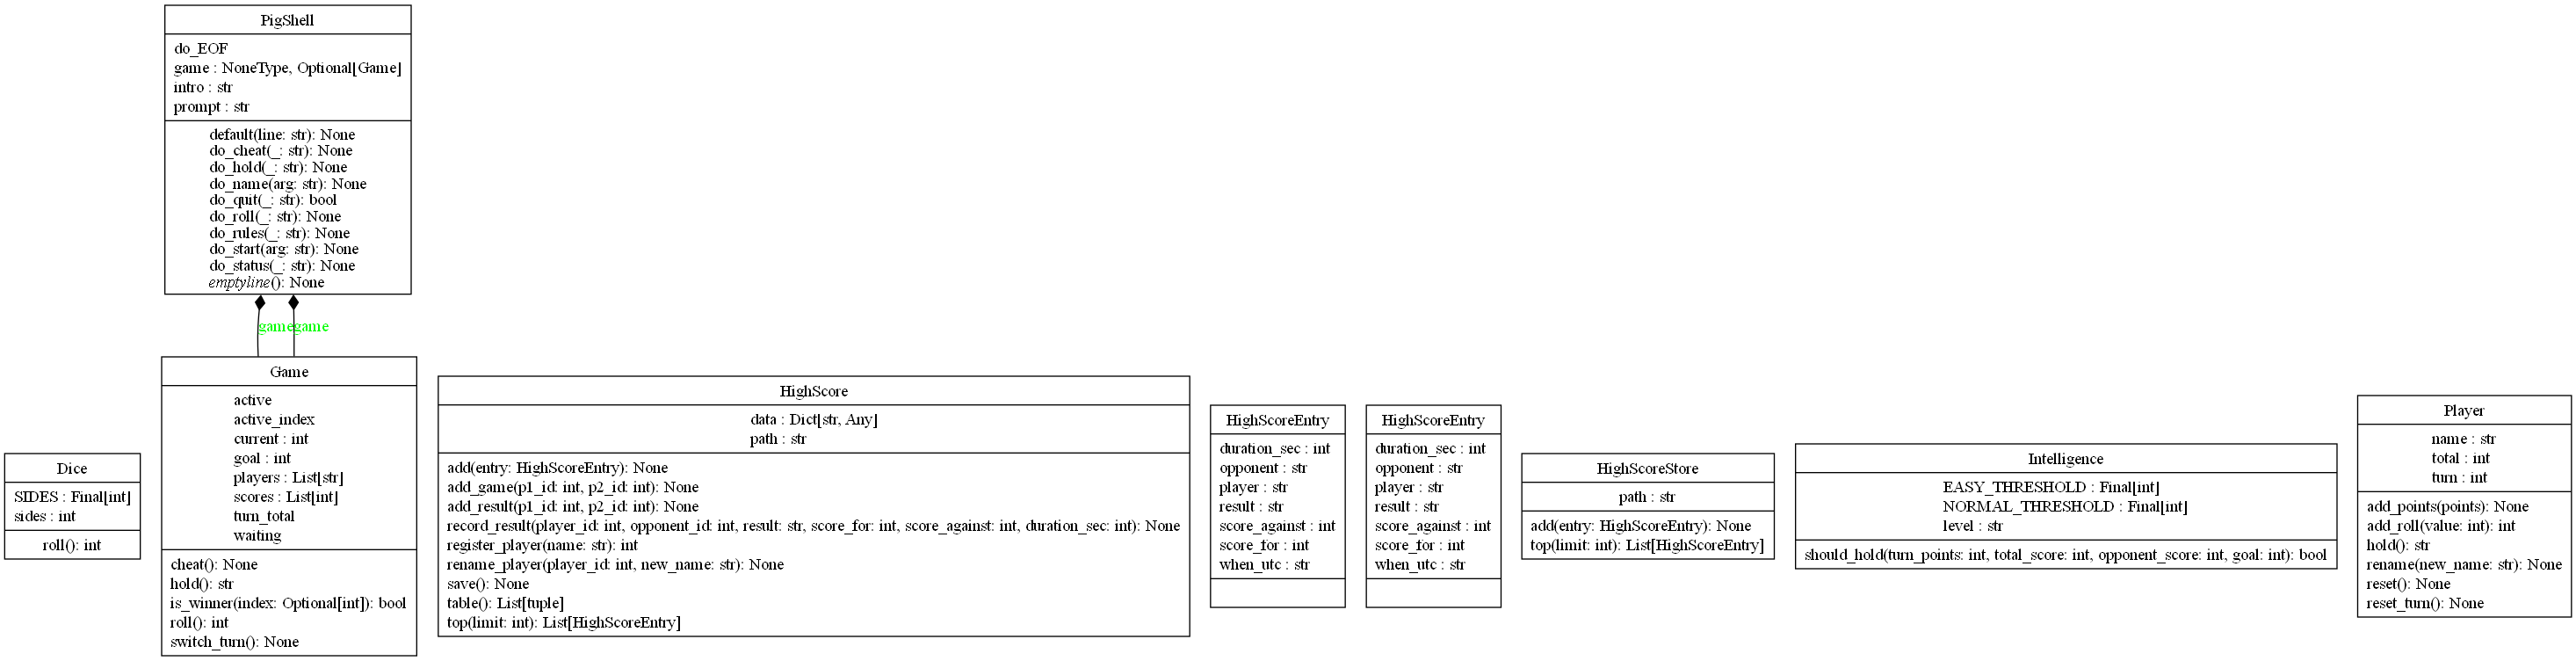 PigShell
do_EOF
game : NoneType, Optional[Game]
intro : str
prompt : str
default(line: str): None
do_cheat(_: str): None
do_hold(_: str): None
do_name(arg: str): None
do_quit(_: str): bool
do_roll(_: str): None
do_rules(_: str): None
do_start(arg: str): None
do_status(_: str): None
emptyline(): None
game
game
Dice
SIDES : Final[int]
sides : int
roll(): int
Game
active
active_index
current : int
goal : int
players : List[str]
scores : List[int]
turn_total
waiting
cheat(): None
hold(): str
is_winner(index: Optional[int]): bool
roll(): int
switch_turn(): None
HighScore
data : Dict[str, Any]
path : str
add(entry: HighScoreEntry): None
add_game(p1_id: int, p2_id: int): None
add_result(p1_id: int, p2_id: int): None
record_result(player_id: int, opponent_id: int, result: str, score_for: int, score_against: int, duration_sec: int): None
register_player(name: str): int
rename_player(player_id: int, new_name: str): None
save(): None
table(): List[tuple]
top(limit: int): List[HighScoreEntry]
HighScoreEntry
duration_sec : int
opponent : str
player : str
result : str
score_against : int
score_for : int
when_utc : str
HighScoreEntry
duration_sec : int
opponent : str
player : str
result : str
score_against : int
score_for : int
when_utc : str
HighScoreStore
path : str
add(entry: HighScoreEntry): None
top(limit: int): List[HighScoreEntry]
Intelligence
EASY_THRESHOLD : Final[int]
NORMAL_THRESHOLD : Final[int]
level : str
should_hold(turn_points: int, total_score: int, opponent_score: int, goal: int): bool
Player
name : str
total : int
turn : int
add_points(points): None
add_roll(value: int): int
hold(): str
rename(new_name: str): None
reset(): None
reset_turn(): None